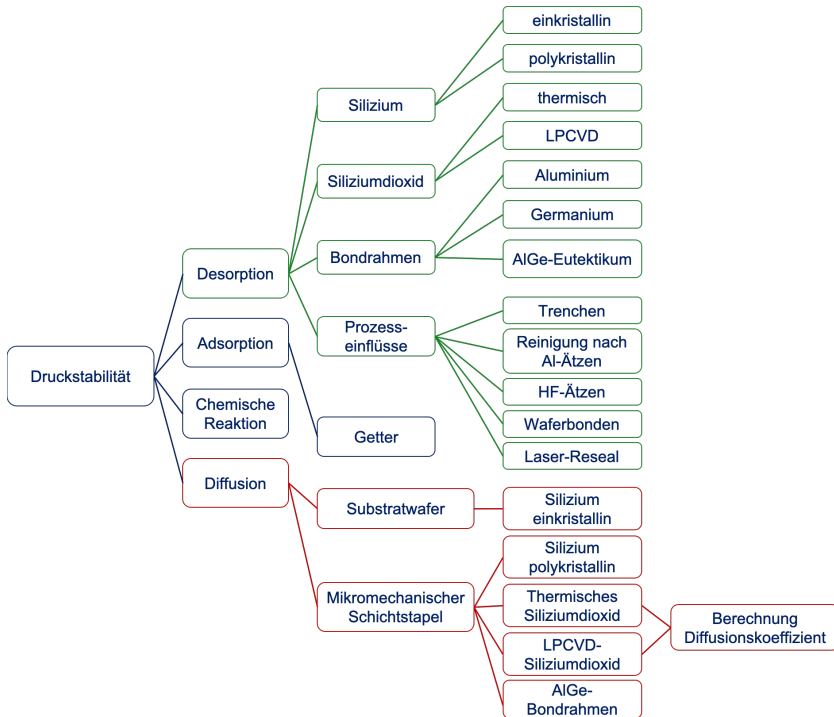 Druckstabilität
Desorption
Silizium
einkristallin
polykristallin
Siliziumdioxid
thermisch
LPCVD
Bondrahmen
Aluminium
Germanium
AlGe-Eutektikum
Prozess-
einflüsse
Trenchen
Reinigung nach
Al-Ätzen
HF-Ätzen
Waferbonden
Laser-Reseal
Adsorption
Getter
Chemische
Reaktion
Diffusion
Substratwafer
Silizium
einkristallin
Mikromechanischer
Schichtstapel
Silizium
polykristallin
Thermisches
Siliziumdioxid
LPCVD-
Siliziumdioxid
AlGe-
Bondrahmen
Berechnung
Diffusionskoeffizient